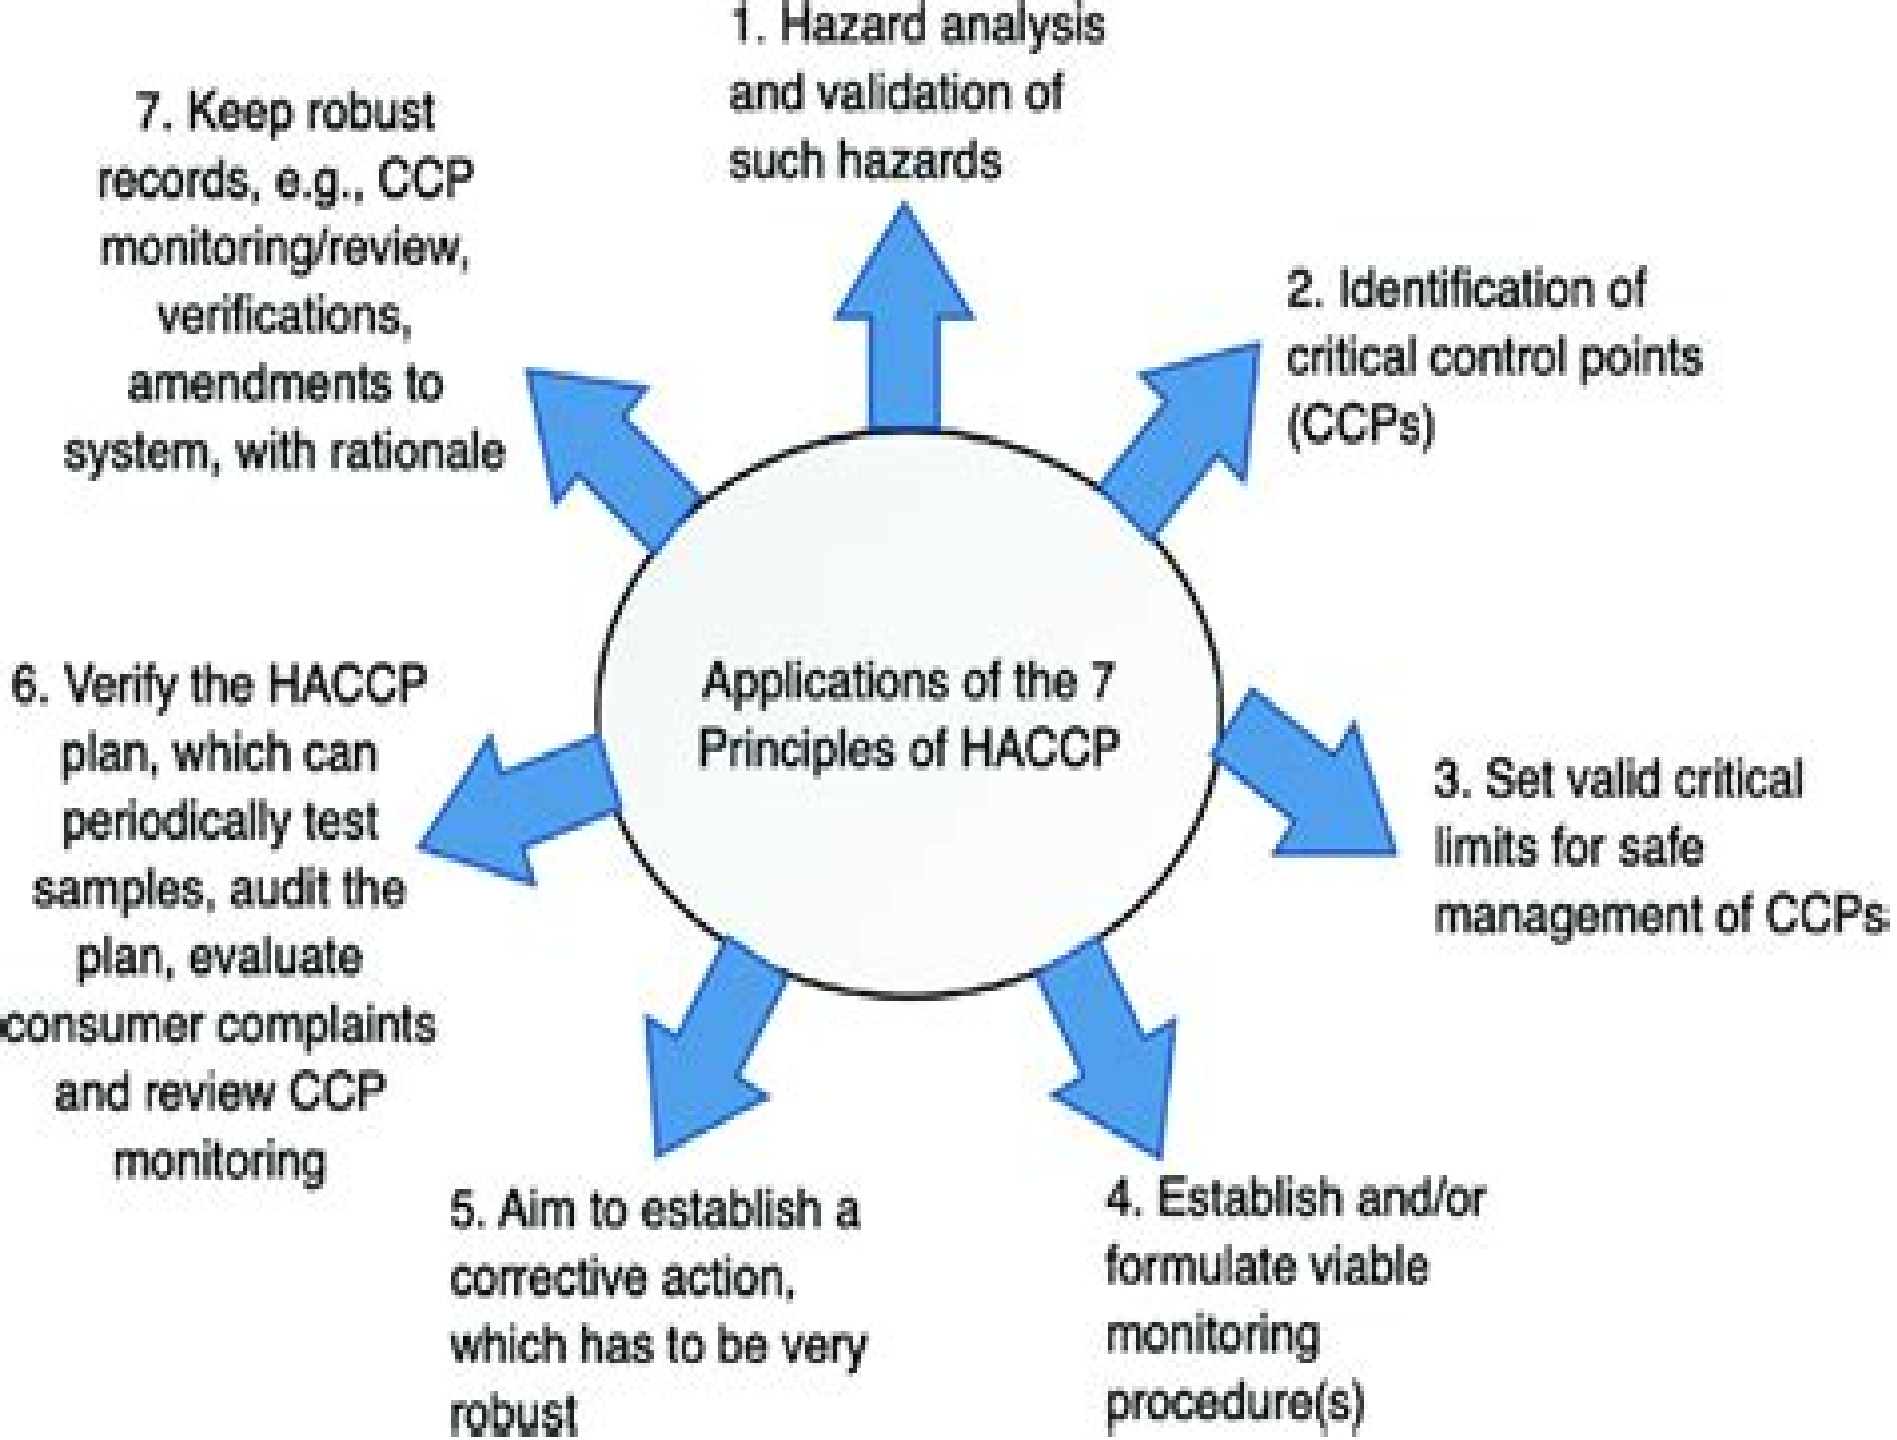 1. Hazard analysis
and validation of
such hazards
2. Identification of
critical control points
(CCPs)
3. Set valid critical
limits for safe
management of CCPs
4. Establish and/or
formulate viable
monitoring
procedure(s)
5. Aim to establish a
corrective action,
which has to be very
robust
6. Verify the HACCP
plan, which can
periodically test
samples, audit the
plan, evaluate
consumer complaints
and review CCP
monitoring
7. Keep robust
records, e.g., CCP
monitoring/review,
verifications,
amendments to
system, with rationale
Applications of the 7
Principles of HACCP